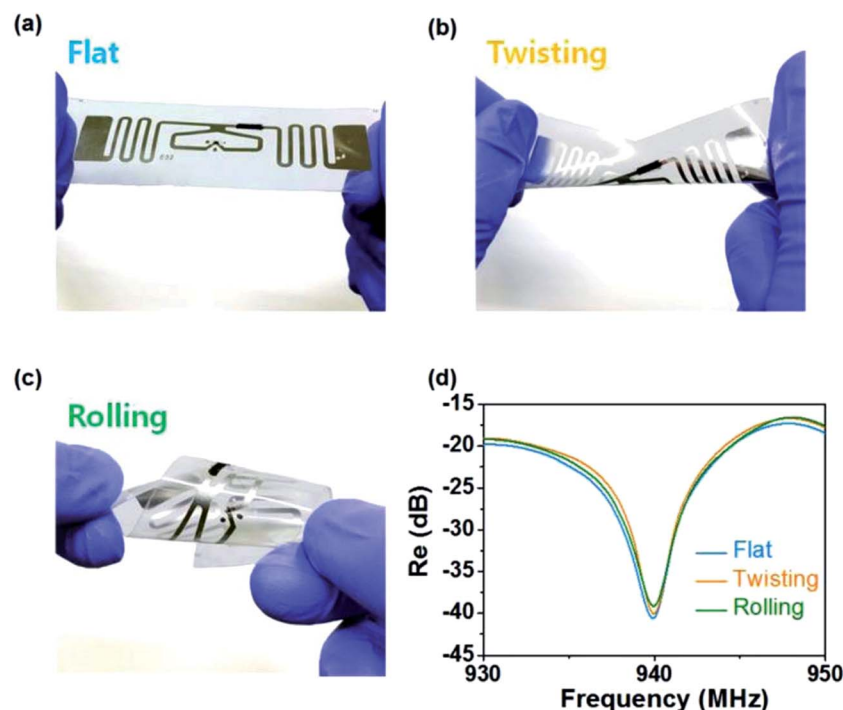 (a)
Flat
(b)
Twisting
(c)
Rolling
(d)
-15
-20
-25
-30
-35
-40
-45
Re (dB)
Flat
Twisting
Rolling
930
940
950
Frequency (MHz)